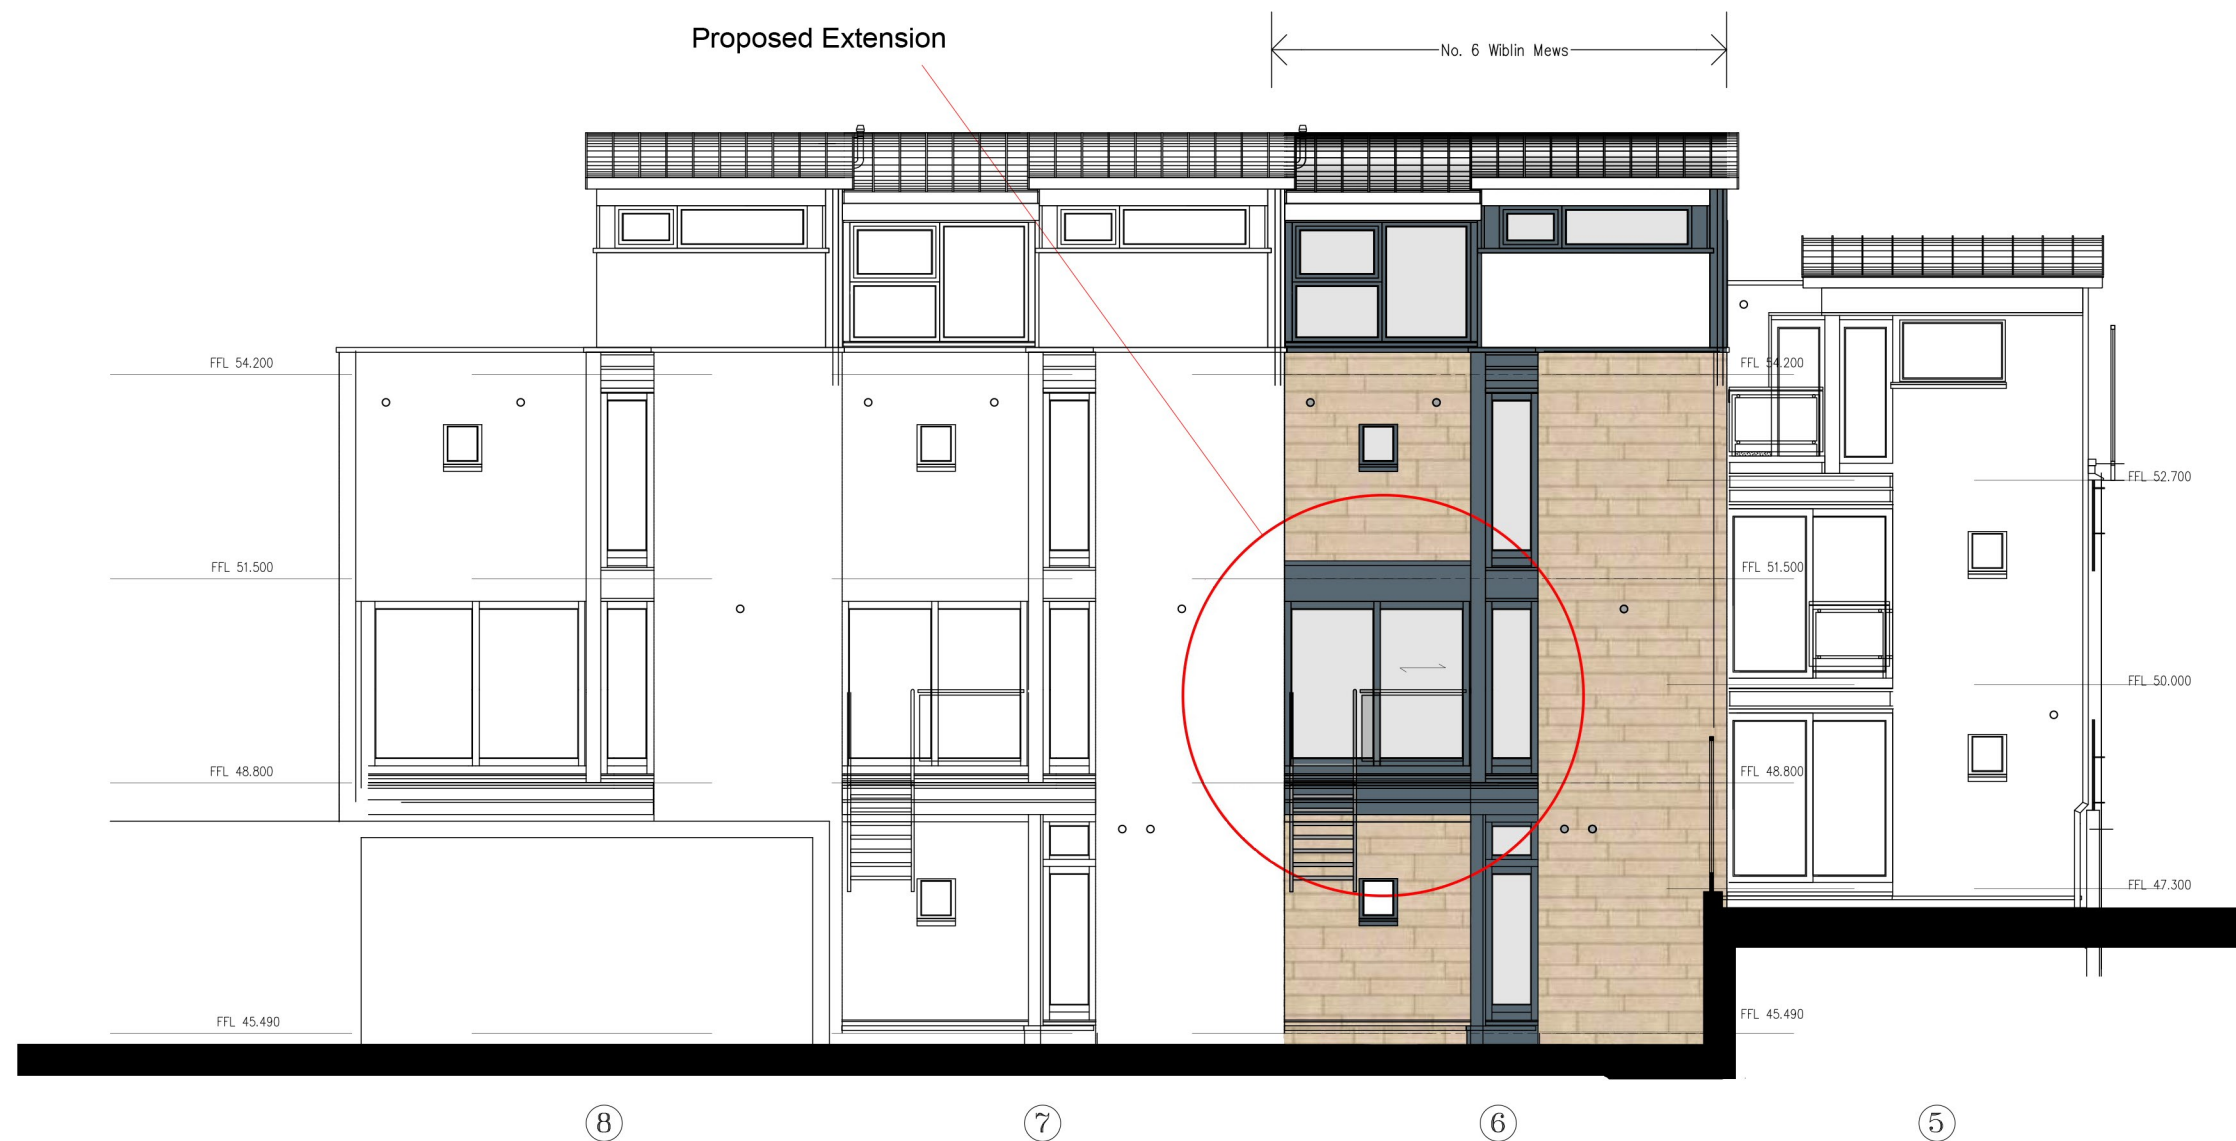 Proposed Extension
No. 6 Wiblin Mews
FFL 54.200
FFL 54.200
FFL 52.700
FFL 51.500
FFL 51.500
FFL 50.000
FFL 48.800
FFL 48.800
FFL 47.300
FFL 45.490
FFL 45.490
8
7
6
5